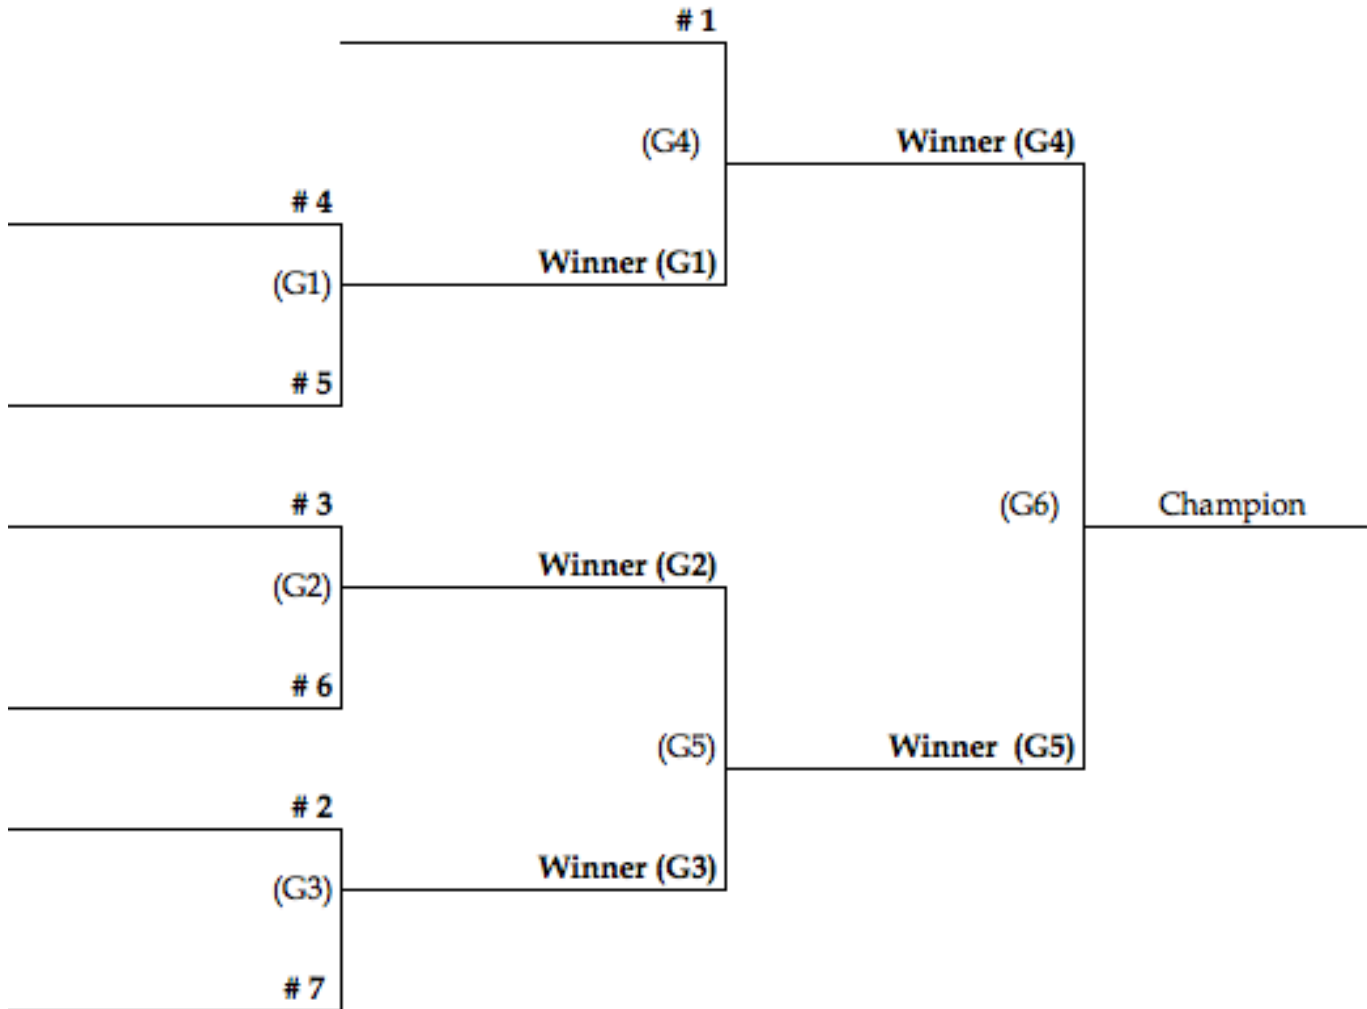 # 1
(G4)
Winner (G4)
# 4
Winner (G1)
(G1)
# 5
# 3
(G6)
Champion
Winner (G2)
(G2)
# 6
(G5)
Winner (G5)
# 2
Winner (G3)
(G3)
# 7